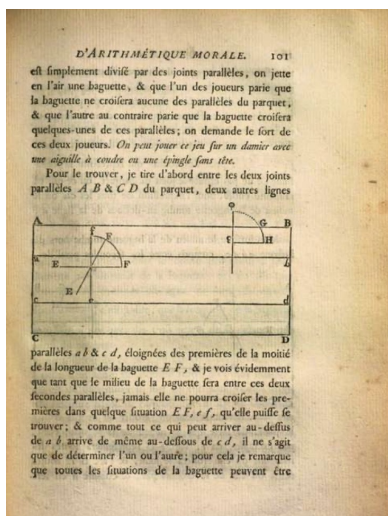 D'ARITHMÉTIQUE MORALE. 101
est simplement divisé par des joints parallèles, on jette
en l'air une baguette, & que l'un des joueurs parie que
la baguette ne croisera aucune des parallèles du parquet,
& que l'autre au contraire parie que la baguette croisera
quelques-unes de ces parallèles; on demande le sort de
ces deux joueurs. On peut jouer ce jeu sur un damier avec
une aiguille à coudre ou une épingle sans tête.
Pour le trouver, je tire d'abord entre les deux joints
parallèles A B & C D du parquet, deux autres lignes
A f F φ G B
f H
a E F b
E
c e d
C D
parallèles a b & c d, éloignées des premières de la moitié
de la longueur de la baguette E F, & je vois évidemment
que tant que le milieu de la baguette sera entre ces deux
secondes parallèles, jamais elle ne pourra croiser les pre-
mières dans quelque situation E F, e f, qu'elle puisse se
trouver; & comme tout ce qui peut arriver au-dessus
de a b arrive de même au-dessous de c d, il ne s'agit
que de déterminer l'un ou l'autre; pour cela je remarque
que toutes les situations de la baguette peuvent être